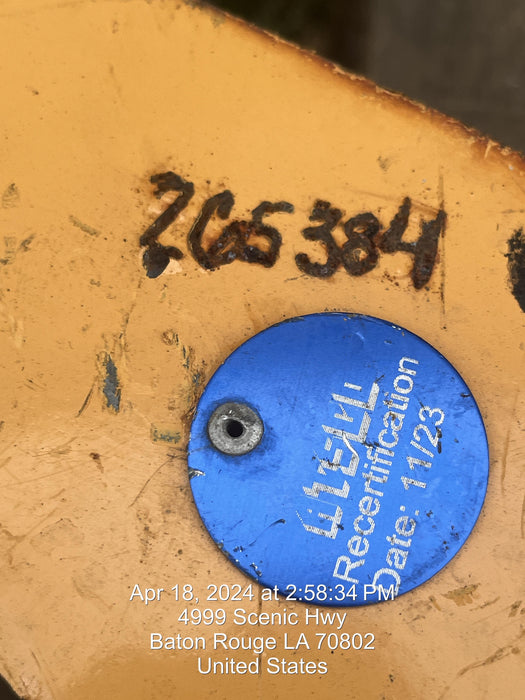 265384
Recertification
Date: 11/23
Apr 18, 2024 at 2:58:34 PM
4999 Scenic Hwy
Baton Rouge LA 70802
United States